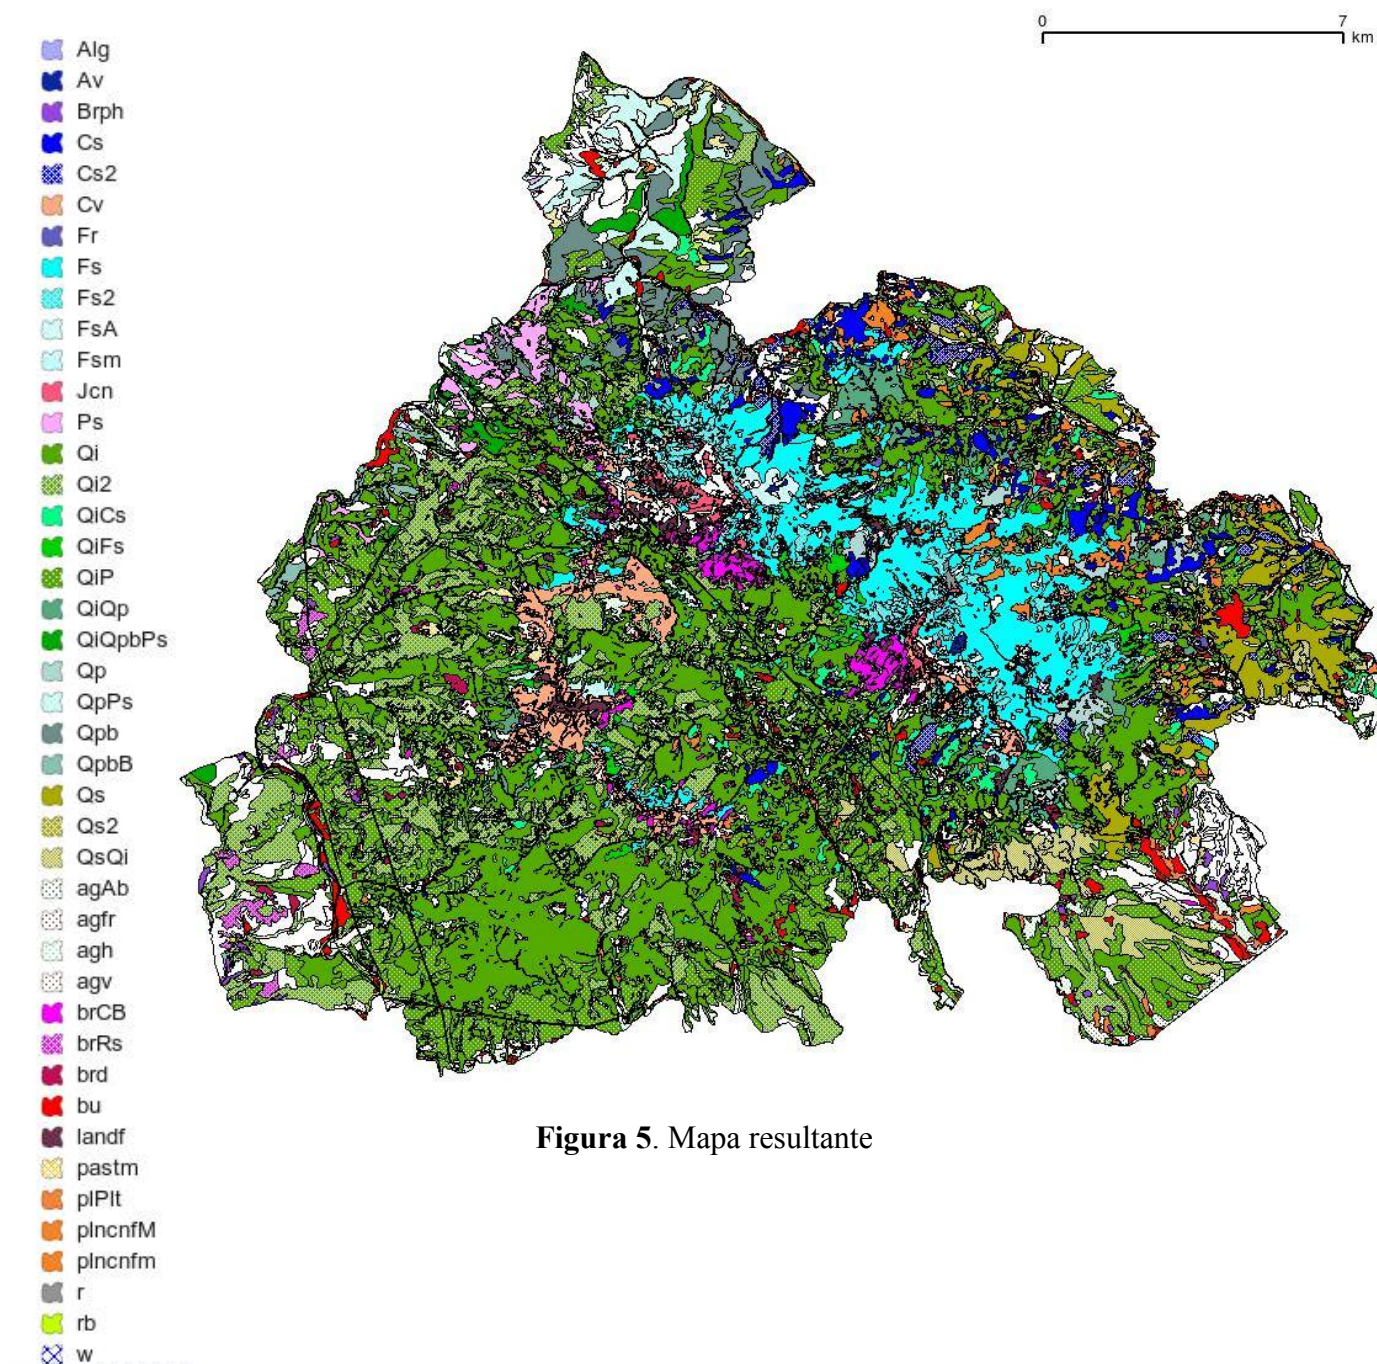 0 7
km
Alg
Av
Brph
Cs
Cs2
Cv
Fr
Fs
Fs2
FsA
Fsm
Jcn
Ps
Qi
Qi2
QiCs
QiFs
QiP
QiQp
QiQpbPs
Qp
QpPs
Qpb
QpbB
Qs
Qs2
QsQi
agAb
agfr
agh
agv
brCB
brRs
brd
bu
landf
pastm
plPlt
plncnfM
plncnfm
r
rb
w
Figura 5. Mapa resultante